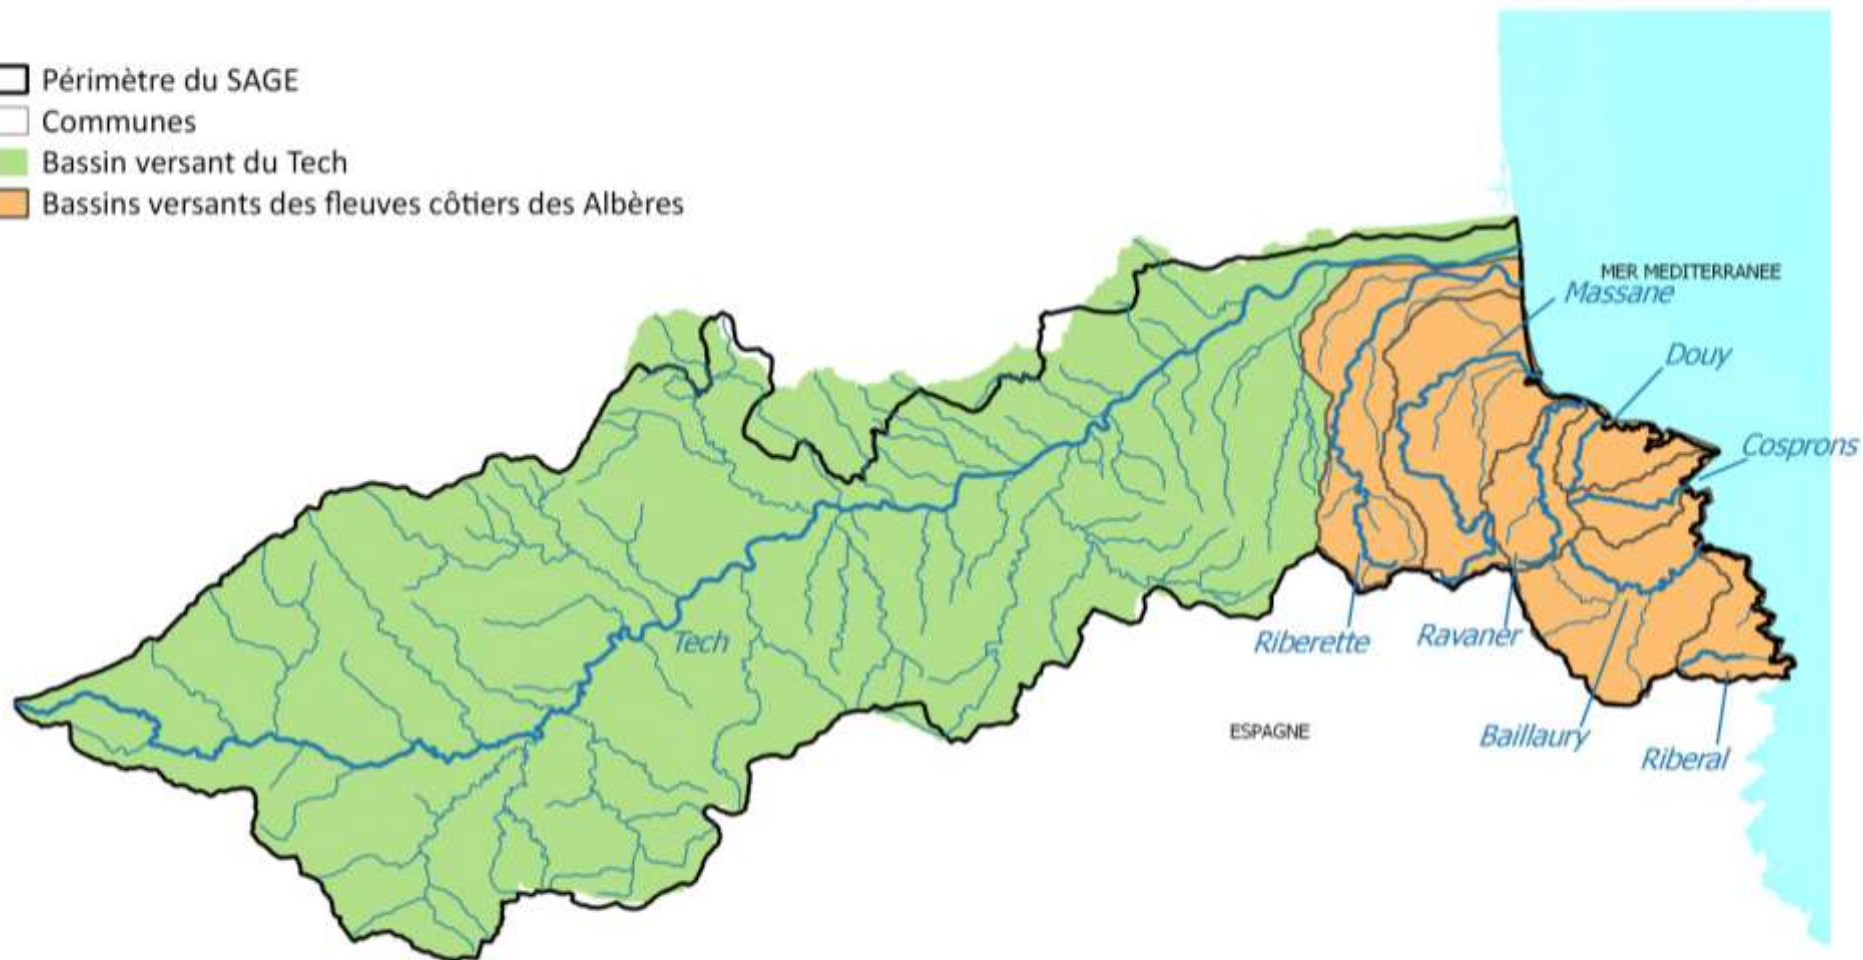 Périmètre du SAGE
Communes
Bassin versant du Tech
Bassins versants des fleuves côtiers des Albères
MER MEDITERRANEE
Massane
Douy
Cosprons
Tech
Riberette
Ravaner
ESPAGNE
Baillaury
Riberal